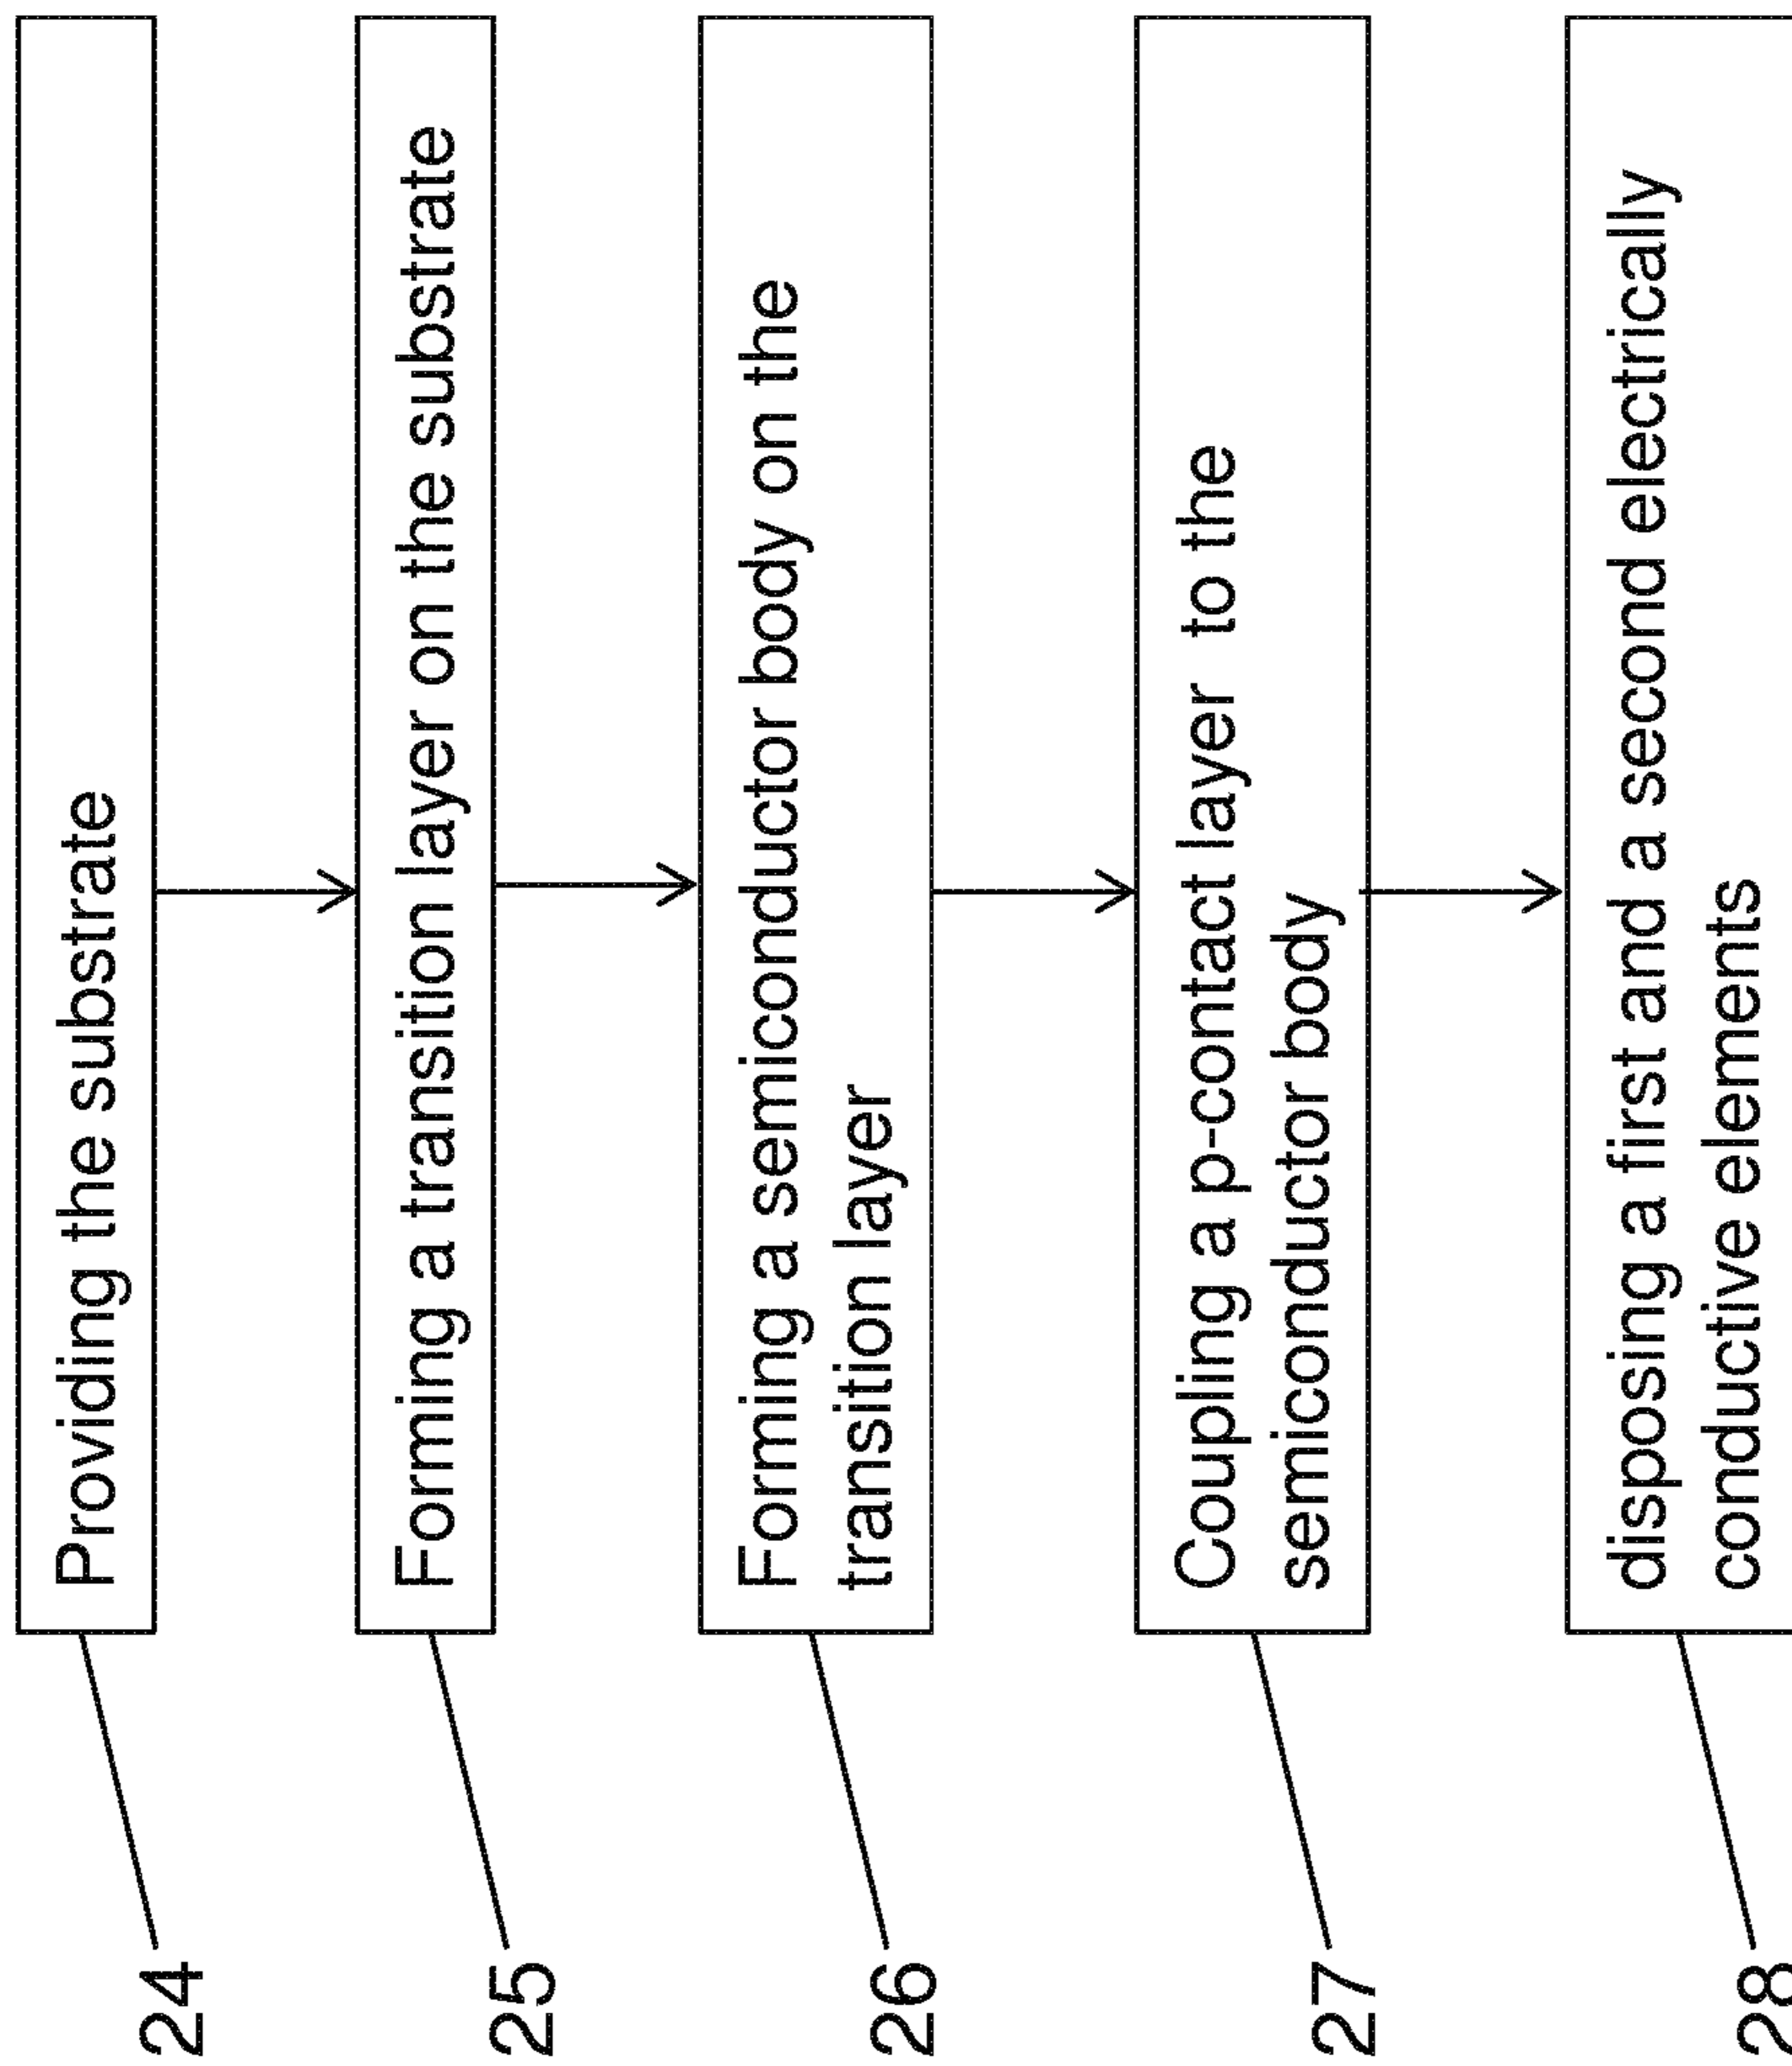 24
Providing the substrate
25
Forming a transition layer on the substrate
26
Forming a semiconductor body on the
transition layer
27
Coupling a p-contact layer to the
semiconductor body
28
disposing a first and a second electrically
conductive elements